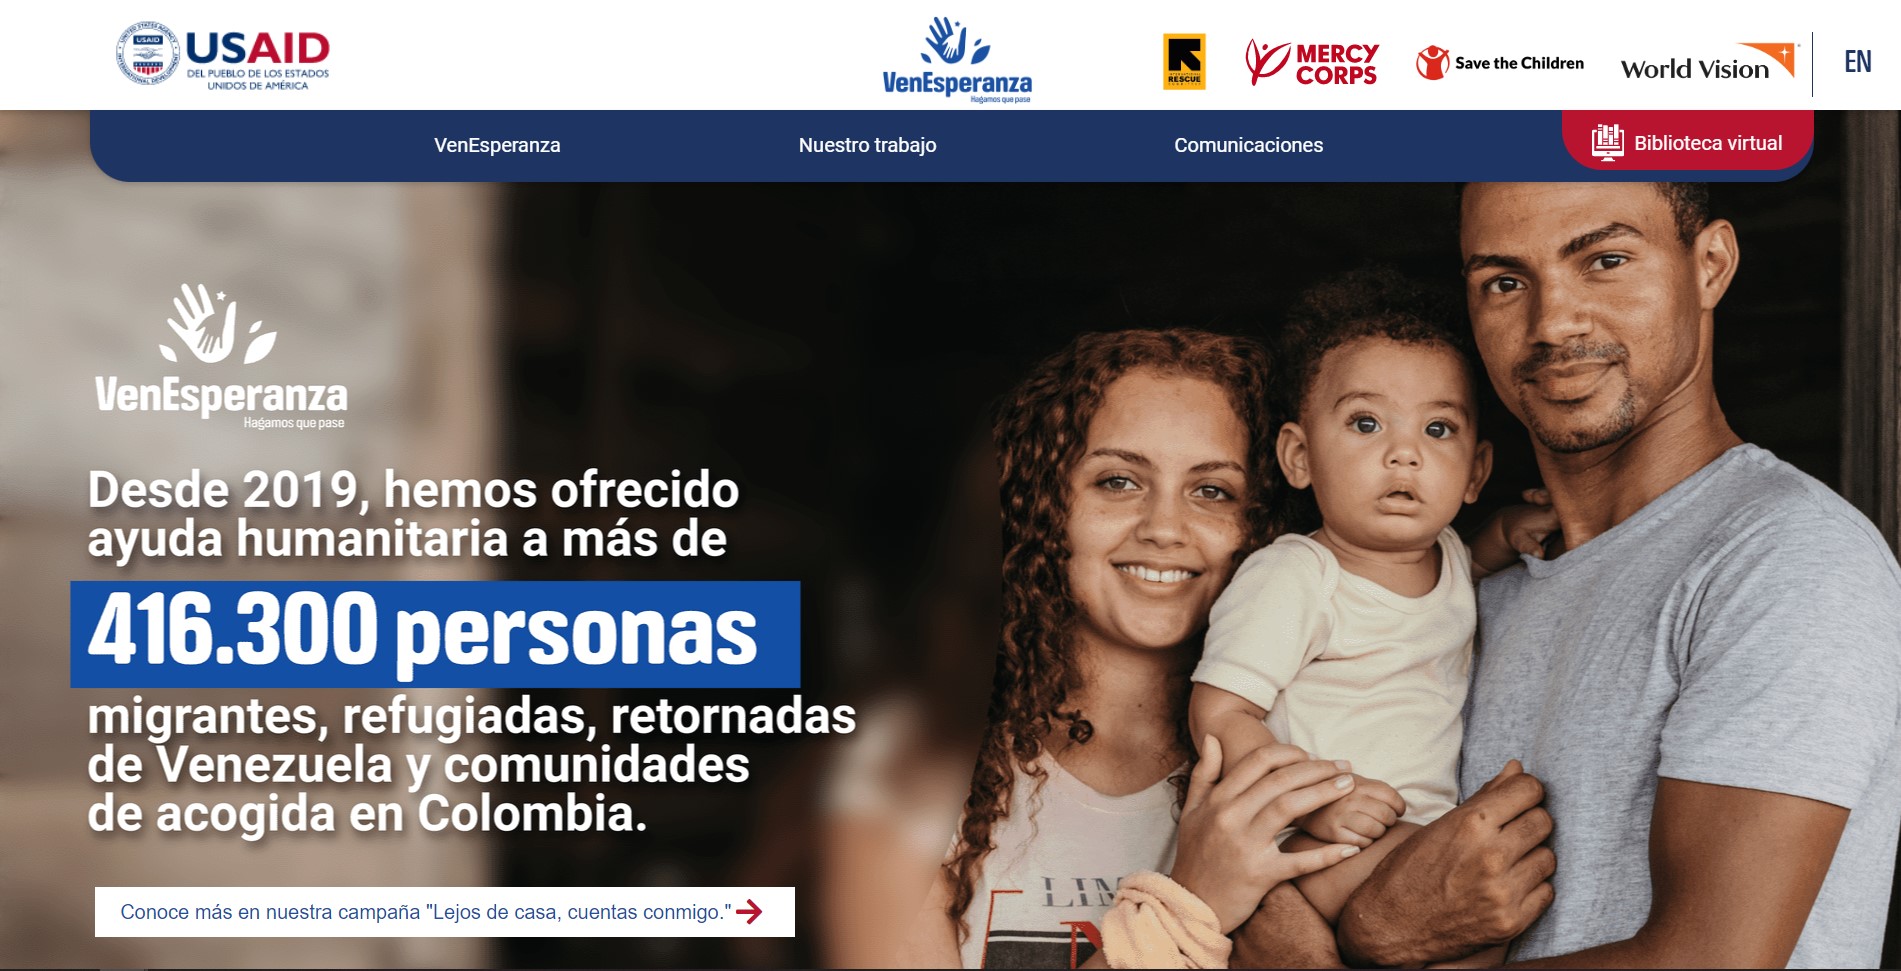 USAID
DEL PUEBLO DE LOS ESTADOS
UNIDOS DE AMÉRICA
VenEsperanza
Hagamos que pase
RESCUE
MERCY
CORPS
Save the Children
World Vision
EN
VenEsperanza
Nuestro trabajo
Comunicaciones
Biblioteca virtual
VenEsperanza
Hagamos que pase
Desde 2019, hemos ofrecido
ayuda humanitaria a más de
416.300 personas
migrantes, refugiadas, retornadas
de Venezuela y comunidades
de acogida en Colombia.
Conoce más en nuestra campaña "Lejos de casa, cuentas conmigo."